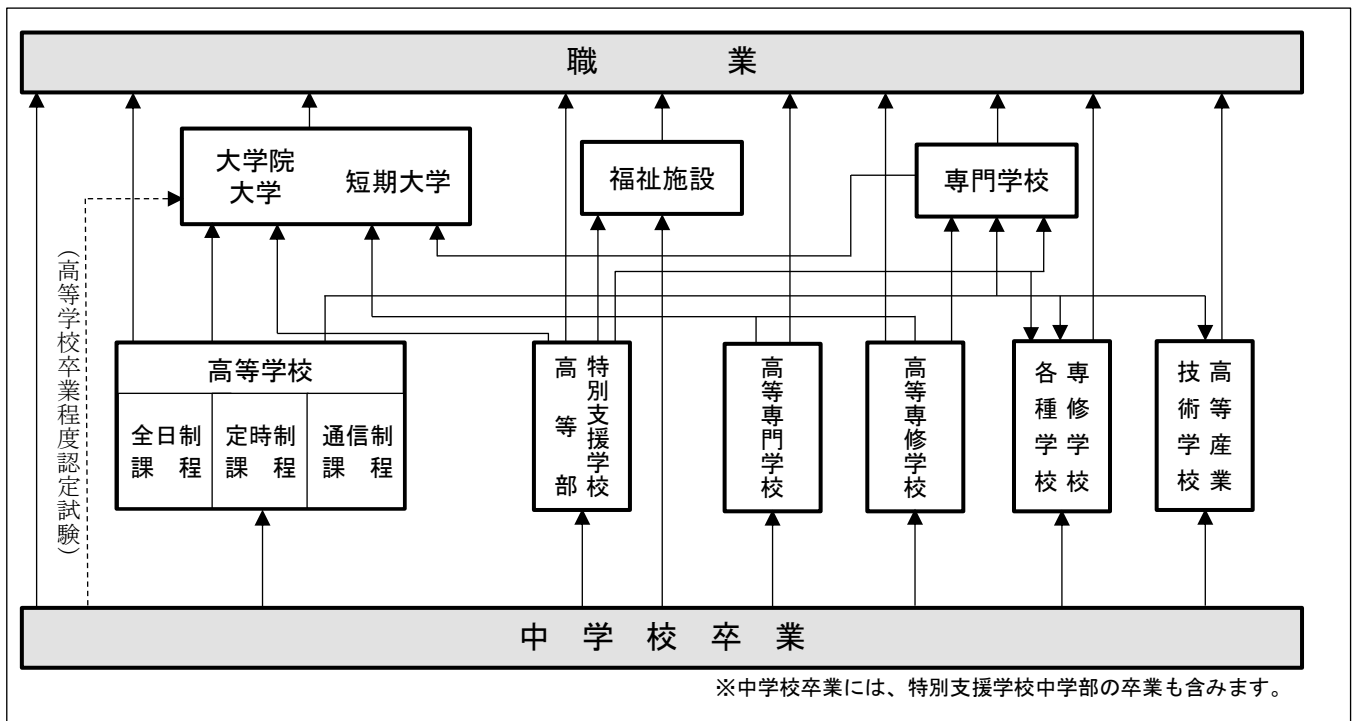 職業
大学院
大学
短期大学
福祉施設
専門学校
(高等学校卒業程度認定試験)
高等学校
全日制
課程
定時制
課程
通信制
課程
特別支援学校
高等部
高等専門学校
高等専修学校
専修学校
各種学校
高等産業
技術学校
中学校卒業
※中学校卒業には、特別支援学校中学部の卒業も含みます。